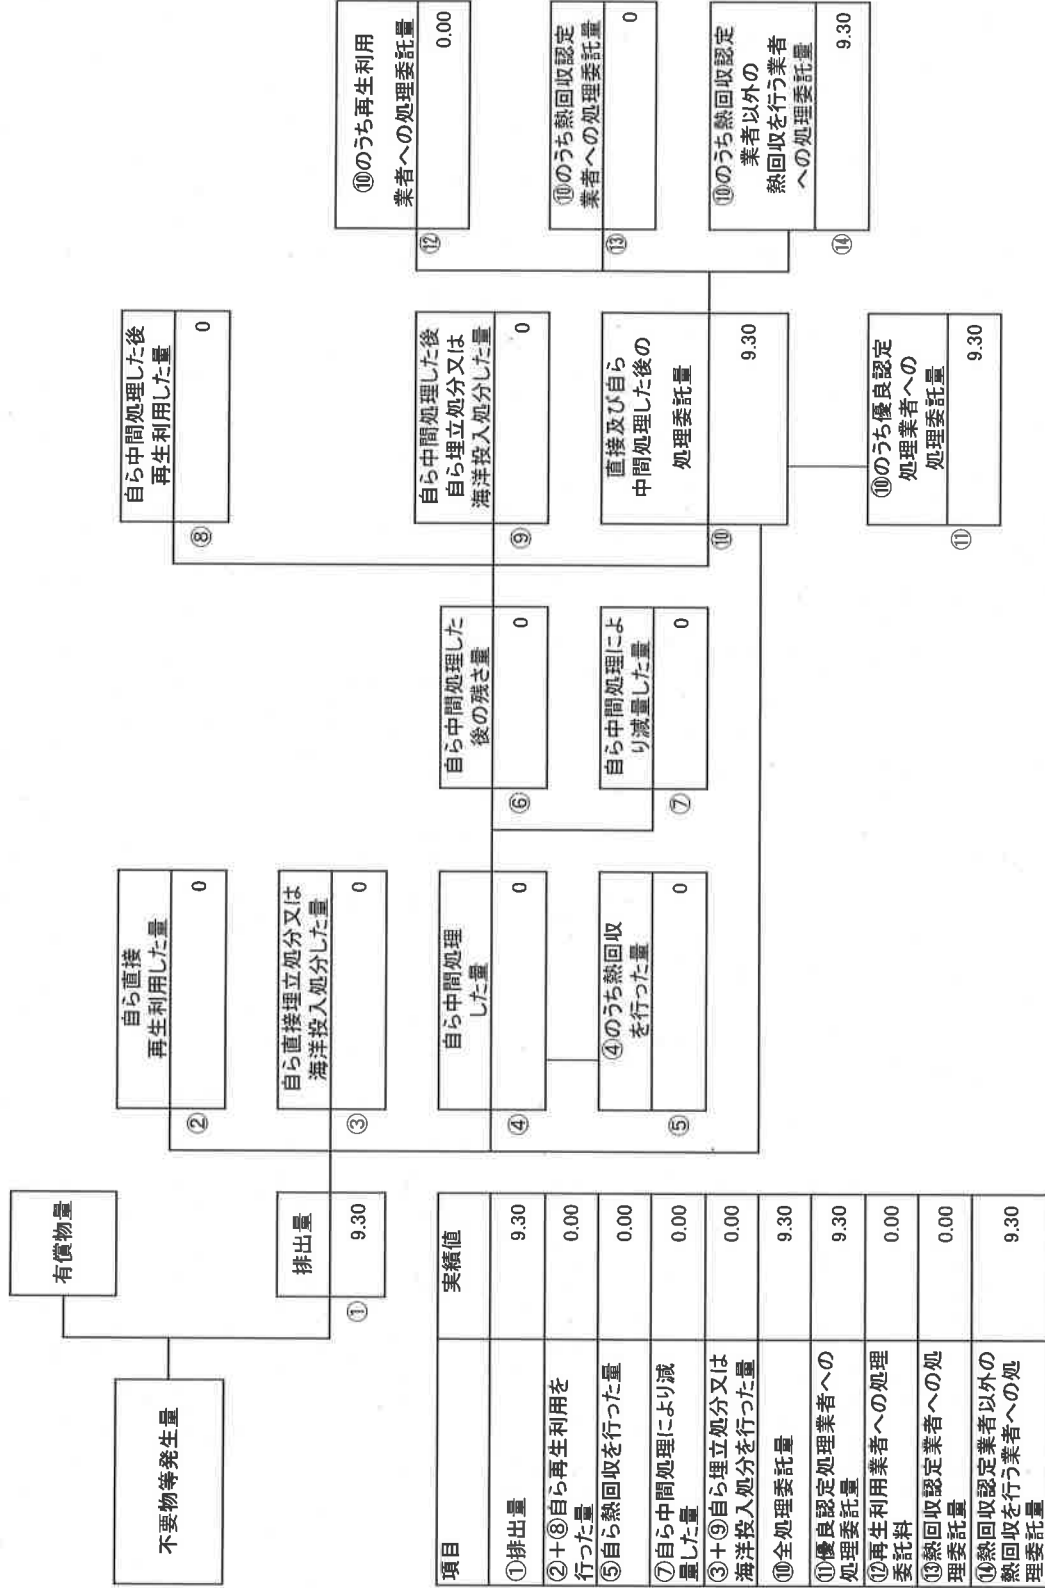 不要物等発生量
有償物量
排出量
①
9.30
自ら直接
再生利用した量
②
0
自ら直接埋立処分又は
海洋投入処分した量
③
0
自ら中間処理
した量
④
0
④のうち熱回収
を行った量
⑤
0
自ら中間処理した
後の残さ量
⑥
0
自ら中間処理によ
り減量した量
⑦
0
自ら中間処理した後
再生利用した量
⑧
0
自ら中間処理した後
自ら埋立処分又は
海洋投入処分した量
⑨
0
直接及び自ら
中間処理した後の
処理委託量
⑩
9.30
⑩のうち優良認定
処理業者への
処理委託量
⑪
9.30
⑩のうち再生利用
業者への処理委託量
⑫
0.00
⑩のうち熱回収認定
業者への処理委託量
⑬
0
⑩のうち熱回収認定
業者以外の
熱回収を行う業者
への処理委託量
⑭
9.30
項目 実績値
①排出量 9.30
②+⑧自ら再生利用を
行った量 0.00
⑤自ら熱回収を行った量 0.00
⑦自ら中間処理により減
量した量 0.00
③+⑨自ら埋立処分又は
海洋投入処分を行った量 0.00
⑩全処理委託量 9.30
⑪優良認定処理業者への
処理委託量 9.30
⑫再生利用業者への処理
委託料 0.00
⑬熱回収認定業者への処
理委託量 0.00
⑭熱回収認定業者以外の
熱回収を行う業者への処
理委託量 9.30